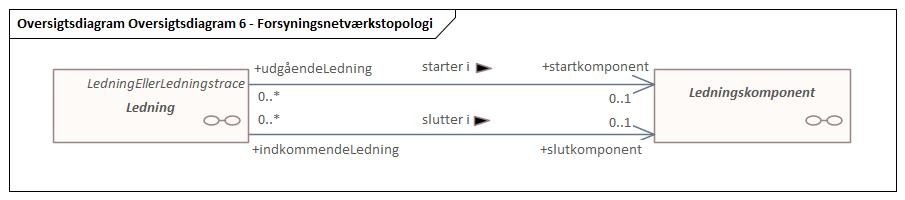 Oversigtsdiagram Oversigtsdiagram 6 - Forsyningsnetværkstopologi
LedningEllerLedningstrace
Ledning
+udgåendeLedning
starter i
+startkomponent
0..*
0..1
0..*
slutter i
0..1
+indkommendeLedning
+slutkomponent
Ledningskomponent